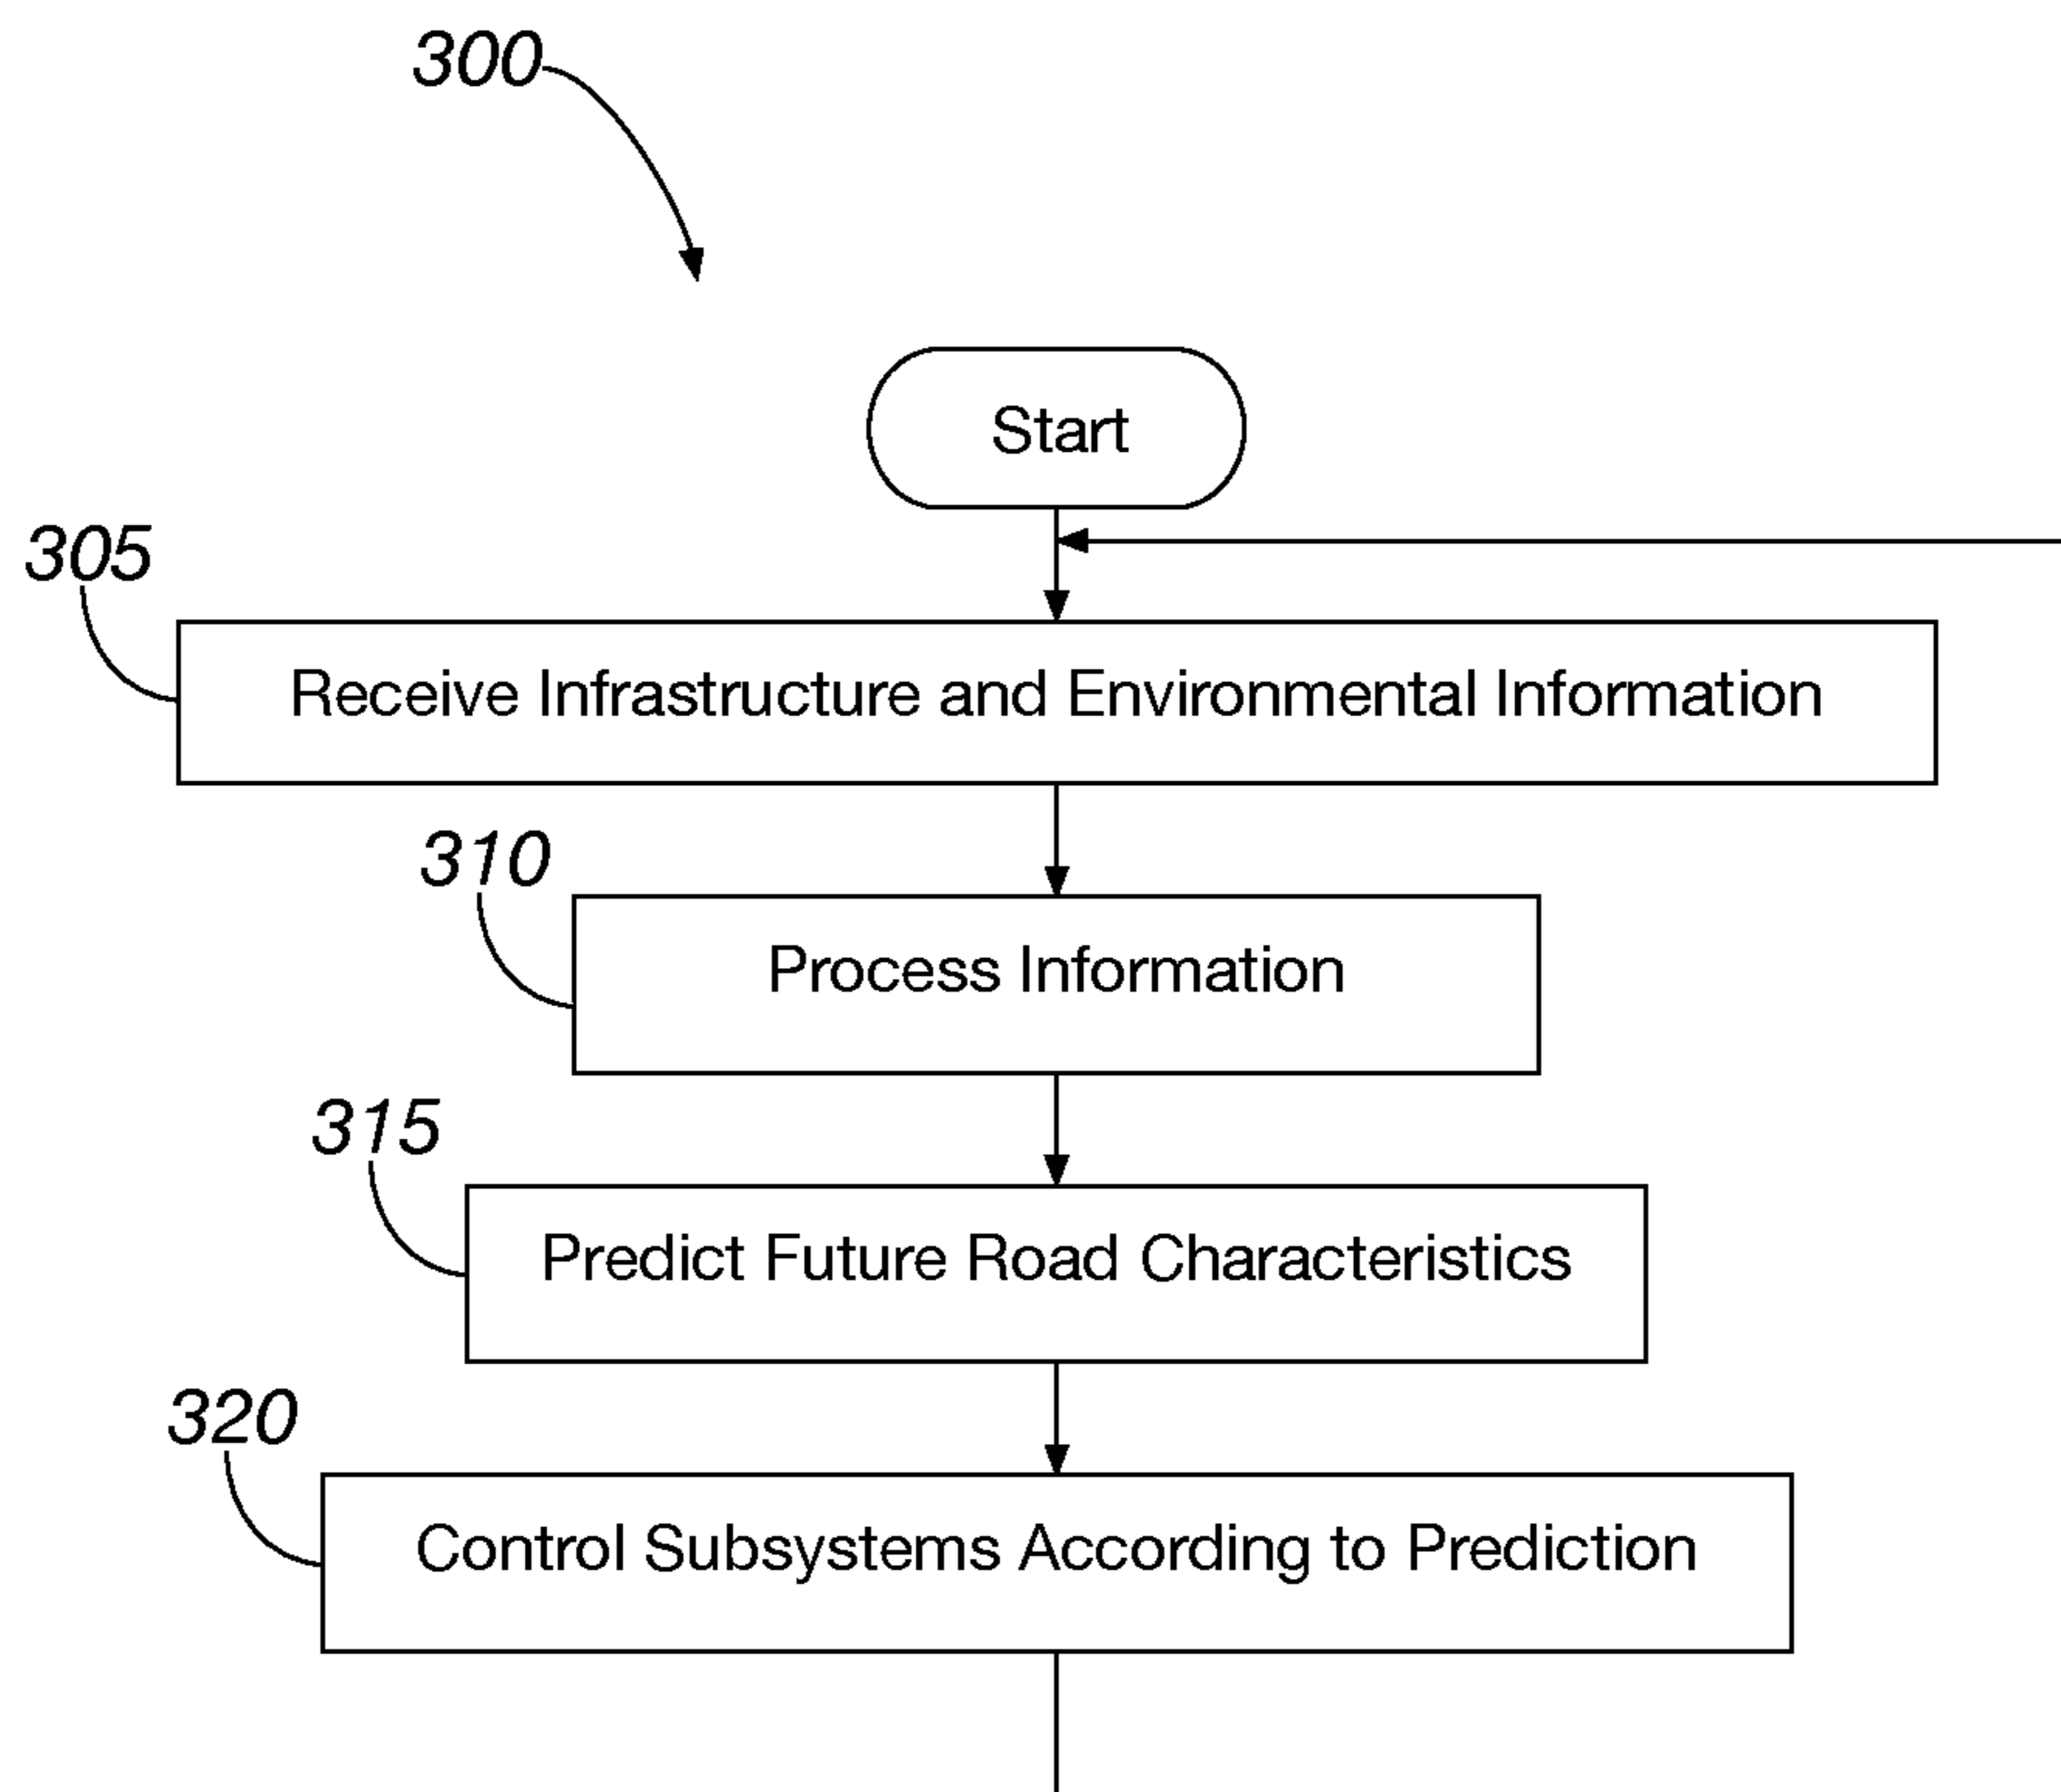 300
Start
305
Receive Infrastructure and Environmental Information
310
Process Information
315
Predict Future Road Characteristics
320
Control Subsystems According to Prediction